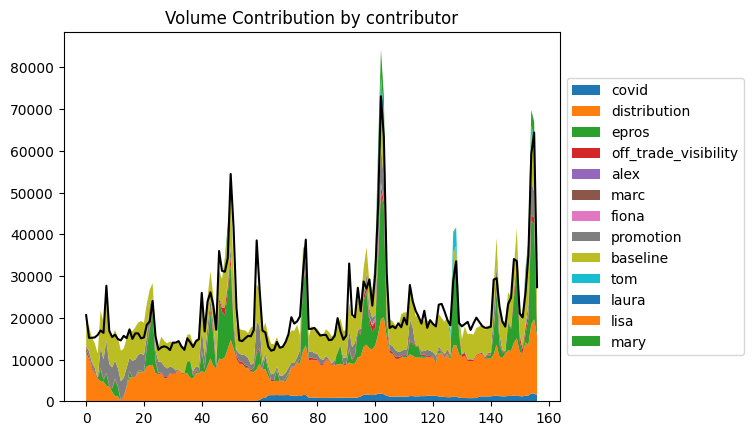 Volume Contribution by contributor
80000
70000
60000
50000
40000
30000
20000
10000
0
0 20 40 60 80 100 120 140 160
covid
distribution
epros
off_trade_visibility
alex
marc
fiona
promotion
baseline
tom
laura
lisa
mary